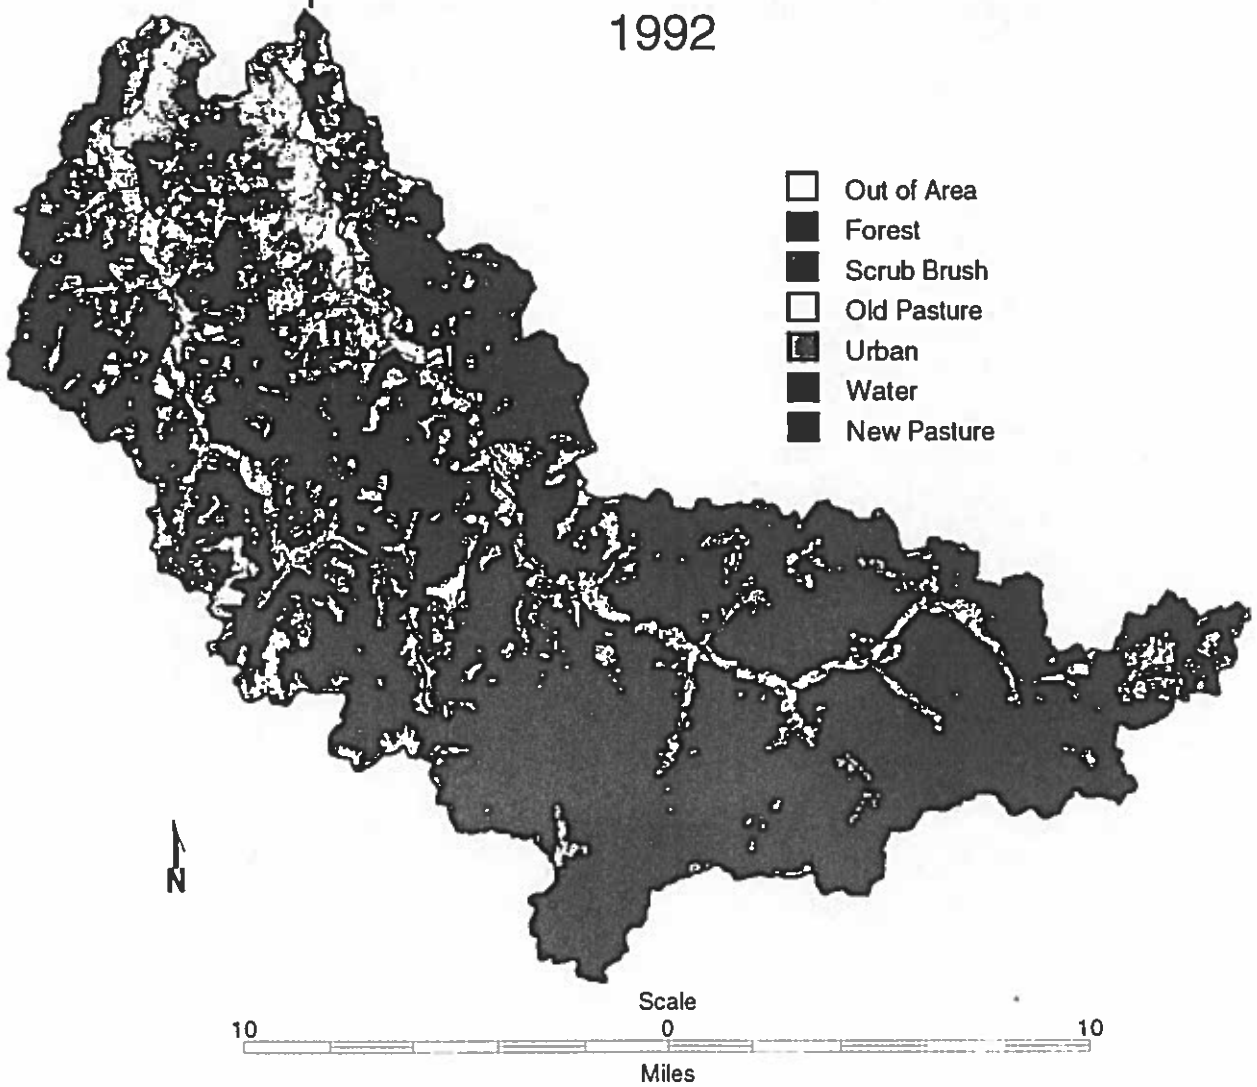 1992
Out of Area
Forest
Scrub Brush
Old Pasture
Urban
Water
New Pasture
N
Scale
10 0 10
Miles